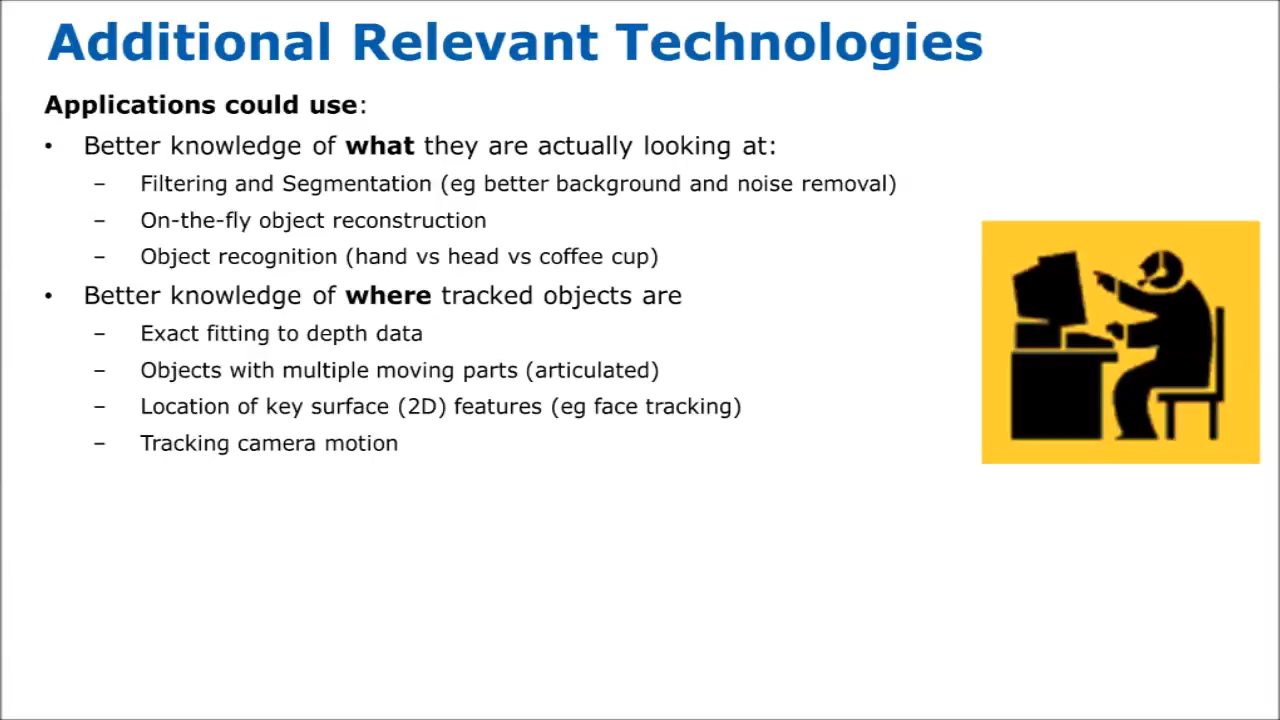 Additional Relevant Technologies
Applications could use:
• Better knowledge of what they are actually looking at:
– Filtering and Segmentation (eg better background and noise removal)
– On-the-fly object reconstruction
– Object recognition (hand vs head vs coffee cup)
• Better knowledge of where tracked objects are
– Exact fitting to depth data
– Objects with multiple moving parts (articulated)
– Location of key surface (2D) features (eg face tracking)
– Tracking camera motion